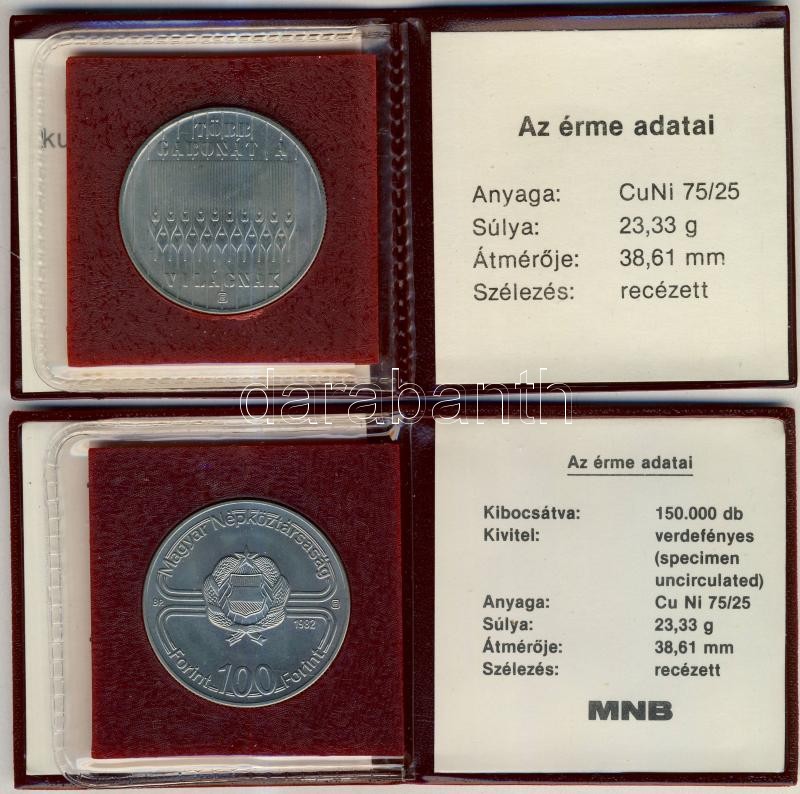 ku
TÖBB
GABONÁT A
VILÁGNAK
Az érme adatai
Anyaga: CuNi 75/25
Súlya: 23,33 g
Átmérője: 38,61 mm
Szélezés: recézett
darabanth
Magyar Népköztársaság
BP.
1982
Forint 100 Forint
Az érme adatai
Kibocsátva: 150.000 db
Kivitel: verdefényes
(specimen
uncirculated)
Anyaga: Cu Ni 75/25
Súlya: 23,33 g
Átmérője: 38,61 mm
Szélezés: recézett
MNB